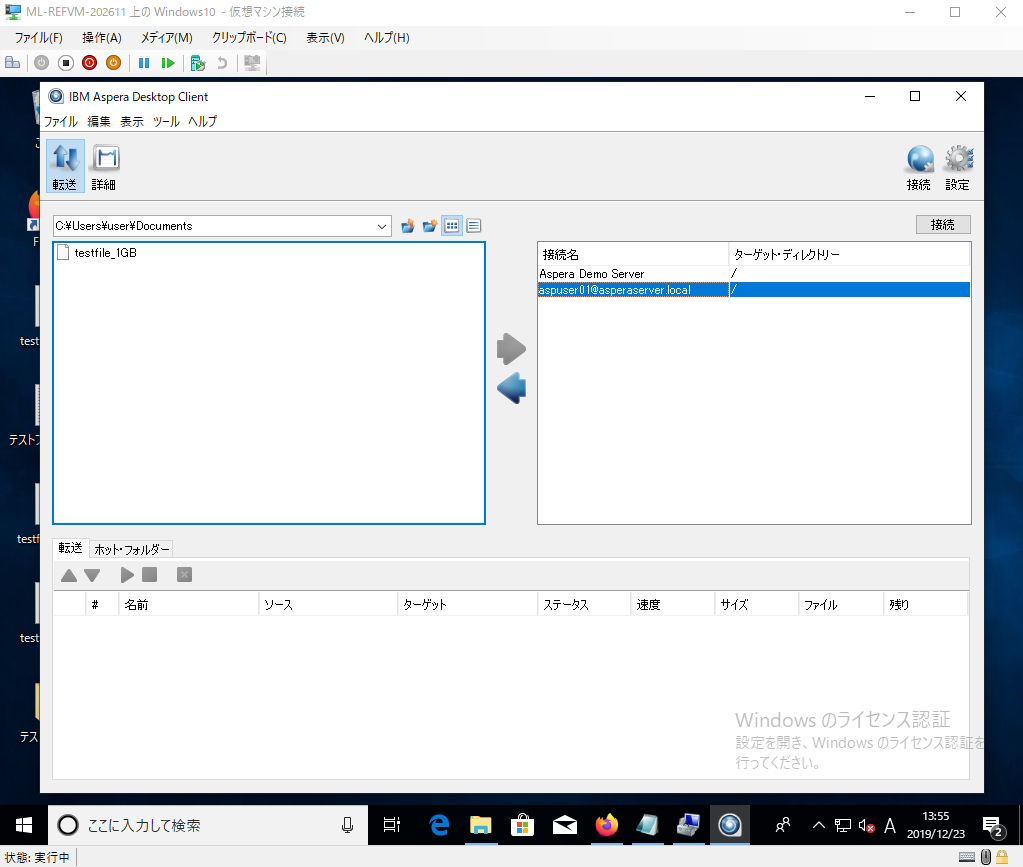 ML-REFVM-202611 上の Windows10 - 仮想マシン接続
ファイル(F) 操作(A) メディア(M) クリップボード(C) 表示(V) ヘルプ(H)
IBM Aspera Desktop Client
ファイル 編集 表示 ツール ヘルプ
転送 詳細 接続 設定
C:¥Users¥user¥Documents 接続
testfile_1GB
接続名 ターゲット・ディレクトリー
Aspera Demo Server /
aspuser01@asperaserver.local /
test
テストフ
testf
test
テス
転送 ホット・フォルダー
# 名前 ソース ターゲット ステータス 速度 サイズ ファイル 残り
Windows のライセンス認証
設定を開き、Windows のライセンス認証を
行ってください。
ここに入力して検索
A 13:55
2019/12/23
2
状態: 実行中